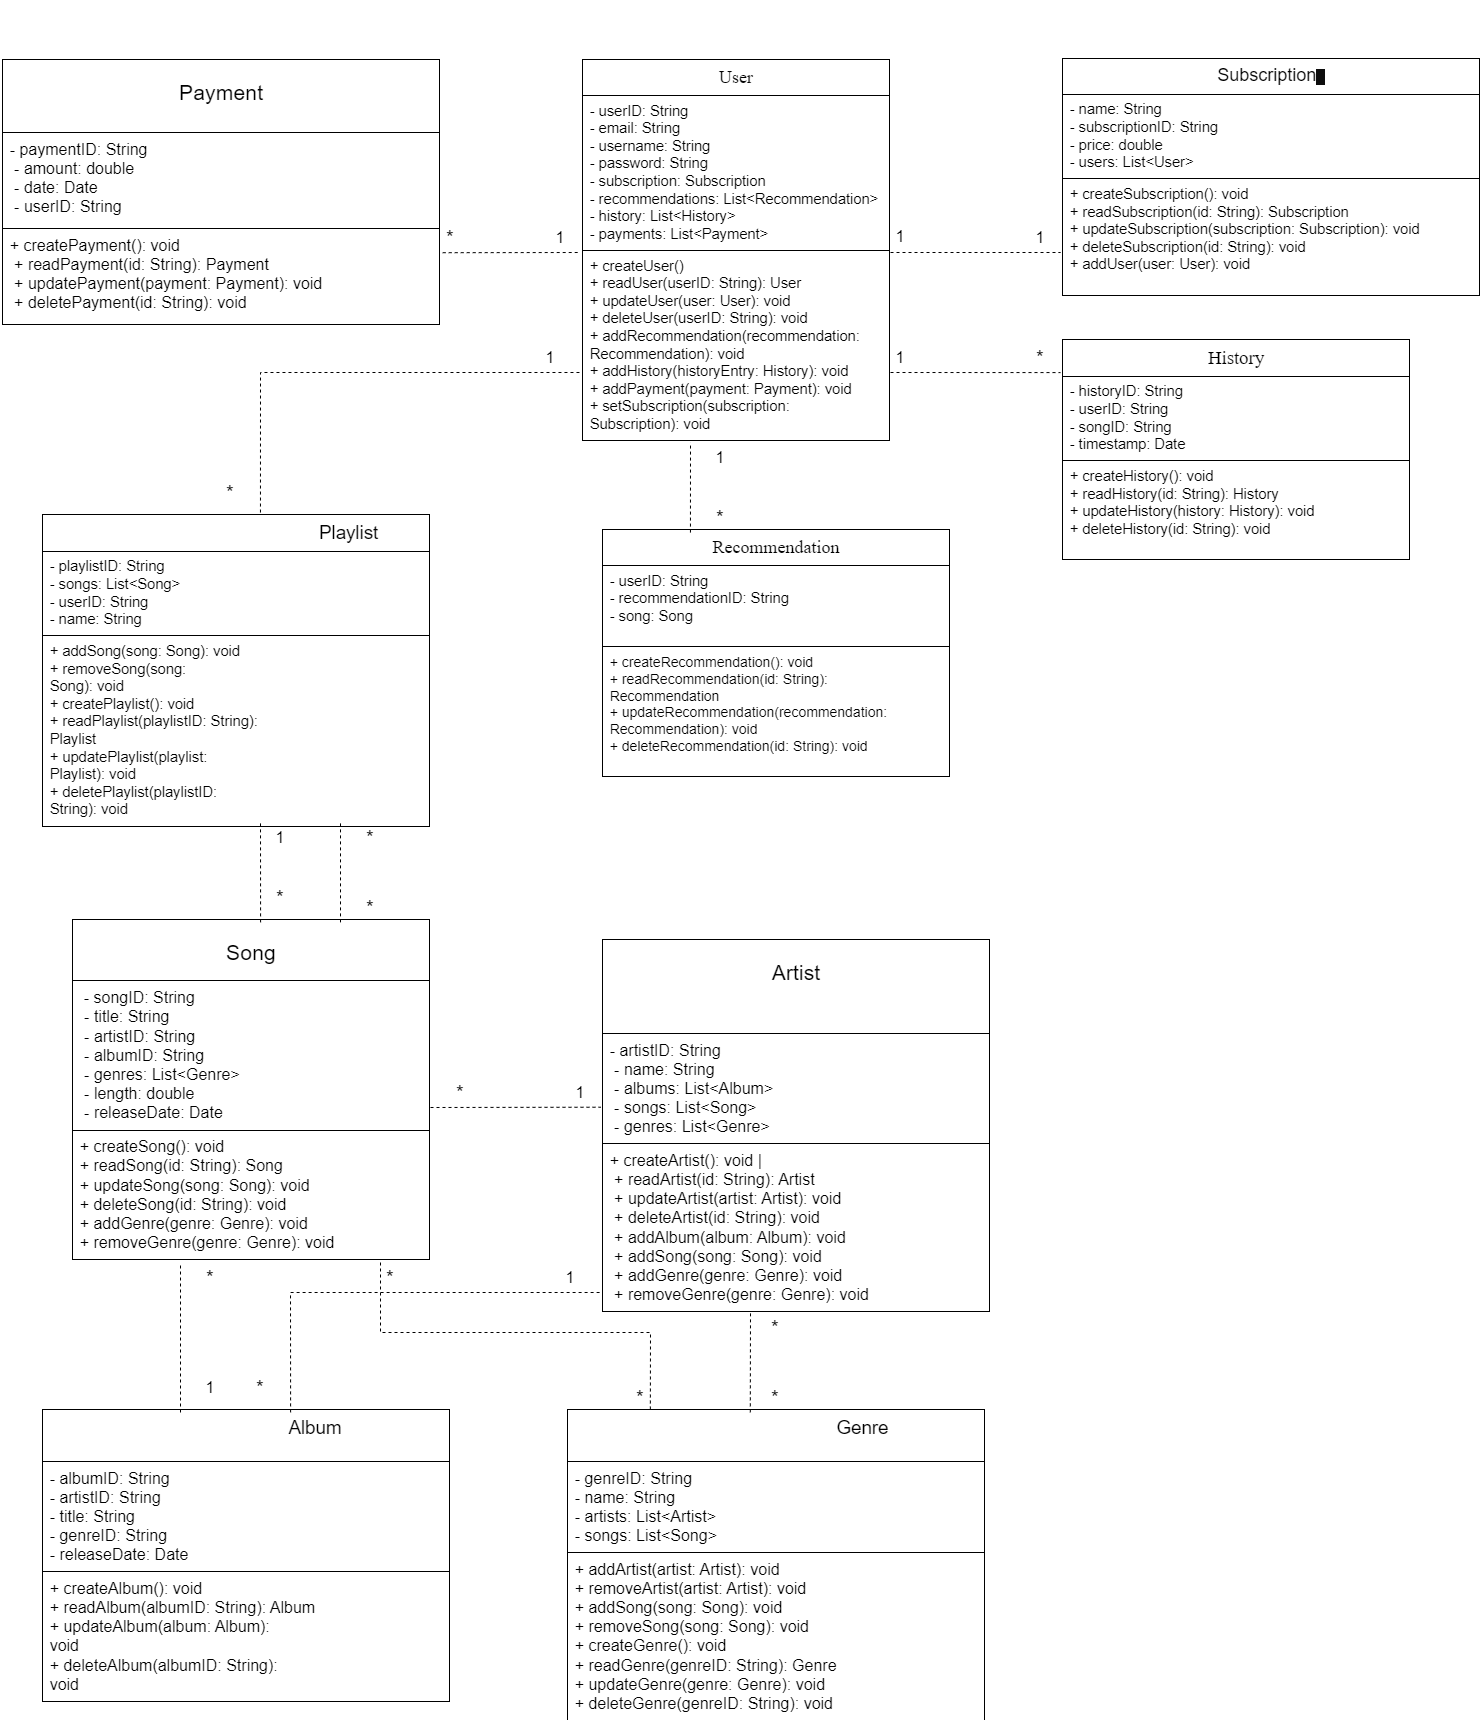 Payment
- paymentID: String
- amount: double
- date: Date
- userID: String
+ createPayment(): void
+ readPayment(id: String): Payment
+ updatePayment(payment: Payment): void
+ deletePayment(id: String): void
User
- userID: String
- email: String
- username: String
- password: String
- subscription: Subscription
- recommendations: List<Recommendation>
- history: List<History>
- payments: List<Payment>
+ createUser()
+ readUser(userID: String): User
+ updateUser(user: User): void
+ deleteUser(userID: String): void
+ addRecommendation(recommendation:
Recommendation): void
+ addHistory(historyEntry: History): void
+ addPayment(payment: Payment): void
+ setSubscription(subscription:
Subscription): void
Subscription
- name: String
- subscriptionID: String
- price: double
- users: List<User>
+ createSubscription(): void
+ readSubscription(id: String): Subscription
+ updateSubscription(subscription: Subscription): void
+ deleteSubscription(id: String): void
+ addUser(user: User): void
* 1
1 1
1
1 *
History
- historyID: String
- userID: String
- songID: String
- timestamp: Date
+ createHistory(): void
+ readHistory(id: String): History
+ updateHistory(history: History): void
+ deleteHistory(id: String): void
*
1
*
Playlist
- playlistID: String
- songs: List<Song>
- userID: String
- name: String
+ addSong(song: Song): void
+ removeSong(song:
Song): void
+ createPlaylist(): void
+ readPlaylist(playlistID: String):
Playlist
+ updatePlaylist(playlist:
Playlist): void
+ deletePlaylist(playlistID:
String): void
Recommendation
- userID: String
- recommendationID: String
- song: Song
+ createRecommendation(): void
+ readRecommendation(id: String):
Recommendation
+ updateRecommendation(recommendation:
Recommendation): void
+ deleteRecommendation(id: String): void
1 *
* *
Song
- songID: String
- title: String
- artistID: String
- albumID: String
- genres: List<Genre>
- length: double
- releaseDate: Date
+ createSong(): void
+ readSong(id: String): Song
+ updateSong(song: Song): void
+ deleteSong(id: String): void
+ addGenre(genre: Genre): void
+ removeGenre(genre: Genre): void
* 1
Artist
- artistID: String
- name: String
- albums: List<Album>
- songs: List<Song>
- genres: List<Genre>
+ createArtist(): void |
+ readArtist(id: String): Artist
+ updateArtist(artist: Artist): void
+ deleteArtist(id: String): void
+ addAlbum(album: Album): void
+ addSong(song: Song): void
+ addGenre(genre: Genre): void
+ removeGenre(genre: Genre): void
* * 1
*
1 * * *
Album
- albumID: String
- artistID: String
- title: String
- genreID: String
- releaseDate: Date
+ createAlbum(): void
+ readAlbum(albumID: String): Album
+ updateAlbum(album: Album):
void
+ deleteAlbum(albumID: String):
void
Genre
- genreID: String
- name: String
- artists: List<Artist>
- songs: List<Song>
+ addArtist(artist: Artist): void
+ removeArtist(artist: Artist): void
+ addSong(song: Song): void
+ removeSong(song: Song): void
+ createGenre(): void
+ readGenre(genreID: String): Genre
+ updateGenre(genre: Genre): void
+ deleteGenre(genreID: String): void